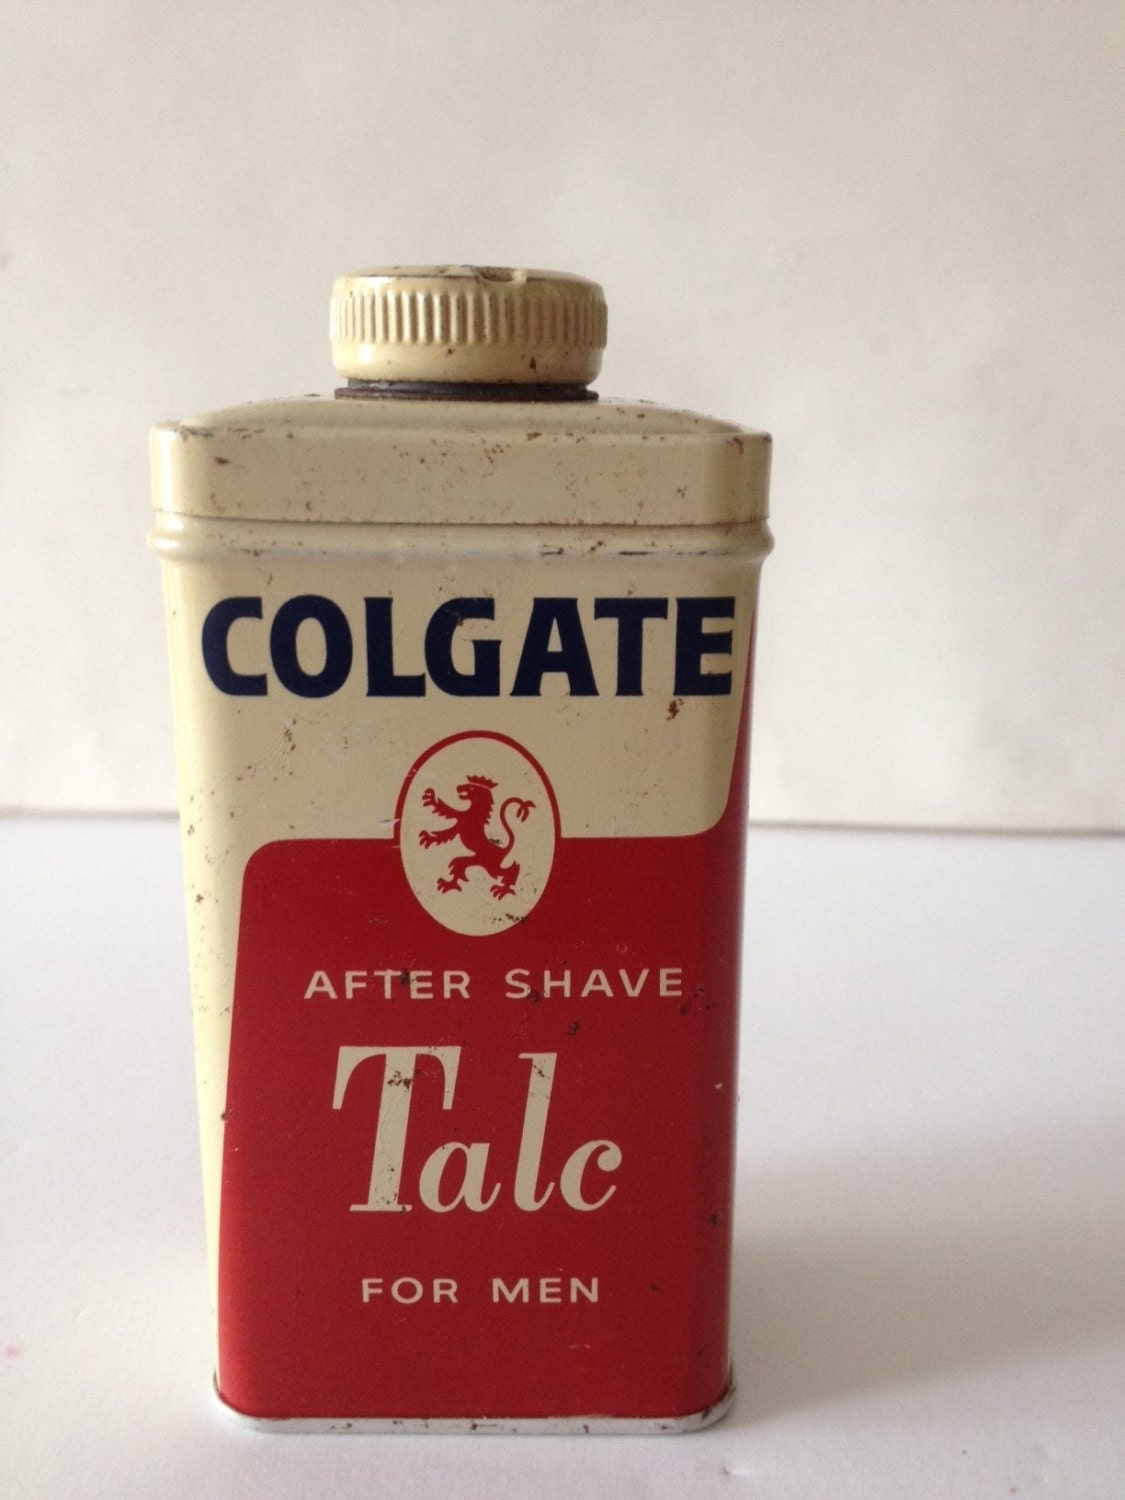 COLGATE
AFTER SHAVE
Talc
FOR MEN